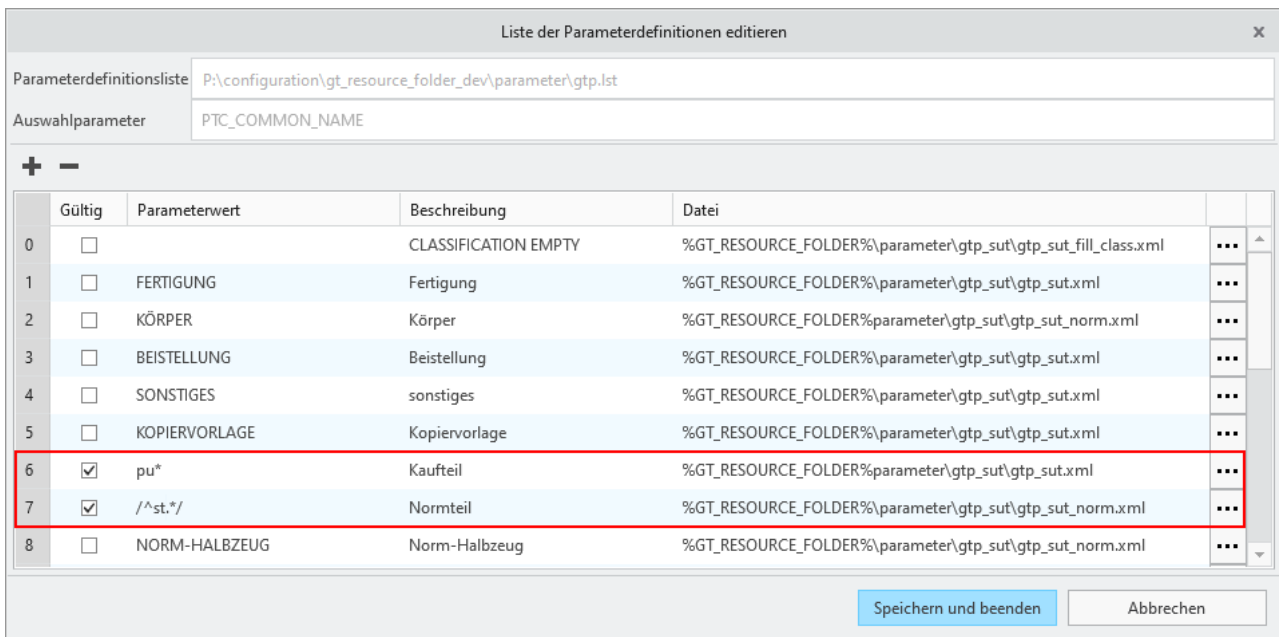 Liste der Parameterdefinitionen editieren x
Parameterdefinitionsliste P:\configuration\gt_resource_folder_dev\parameter\gtp.lst
Auswahlparameter PTC_COMMON_NAME
+ −
Gültig Parameterwert Beschreibung Datei
0 CLASSIFICATION EMPTY %GT_RESOURCE_FOLDER%\parameter\gtp_sut\gtp_sut_fill_class.xml ...
1 FERTIGUNG Fertigung %GT_RESOURCE_FOLDER%\parameter\gtp_sut\gtp_sut.xml ...
2 KÖRPER Körper %GT_RESOURCE_FOLDER%parameter\gtp_sut\gtp_sut_norm.xml ...
3 BEISTELLUNG Beistellung %GT_RESOURCE_FOLDER%\parameter\gtp_sut\gtp_sut.xml ...
4 SONSTIGES sonstiges %GT_RESOURCE_FOLDER%\parameter\gtp_sut\gtp_sut.xml ...
5 KOPIERVORLAGE Kopiervorlage %GT_RESOURCE_FOLDER%\parameter\gtp_sut\gtp_sut.xml ...
6 pu* Kaufteil %GT_RESOURCE_FOLDER%parameter\gtp_sut\gtp_sut.xml ...
7 /^st.*/ Normteil %GT_RESOURCE_FOLDER%\parameter\gtp_sut\gtp_sut_norm.xml ...
8 NORM-HALBZEUG Norm-Halbzeug %GT_RESOURCE_FOLDER%\parameter\gtp_sut\gtp_sut_norm.xml ...
Speichern und beenden Abbrechen